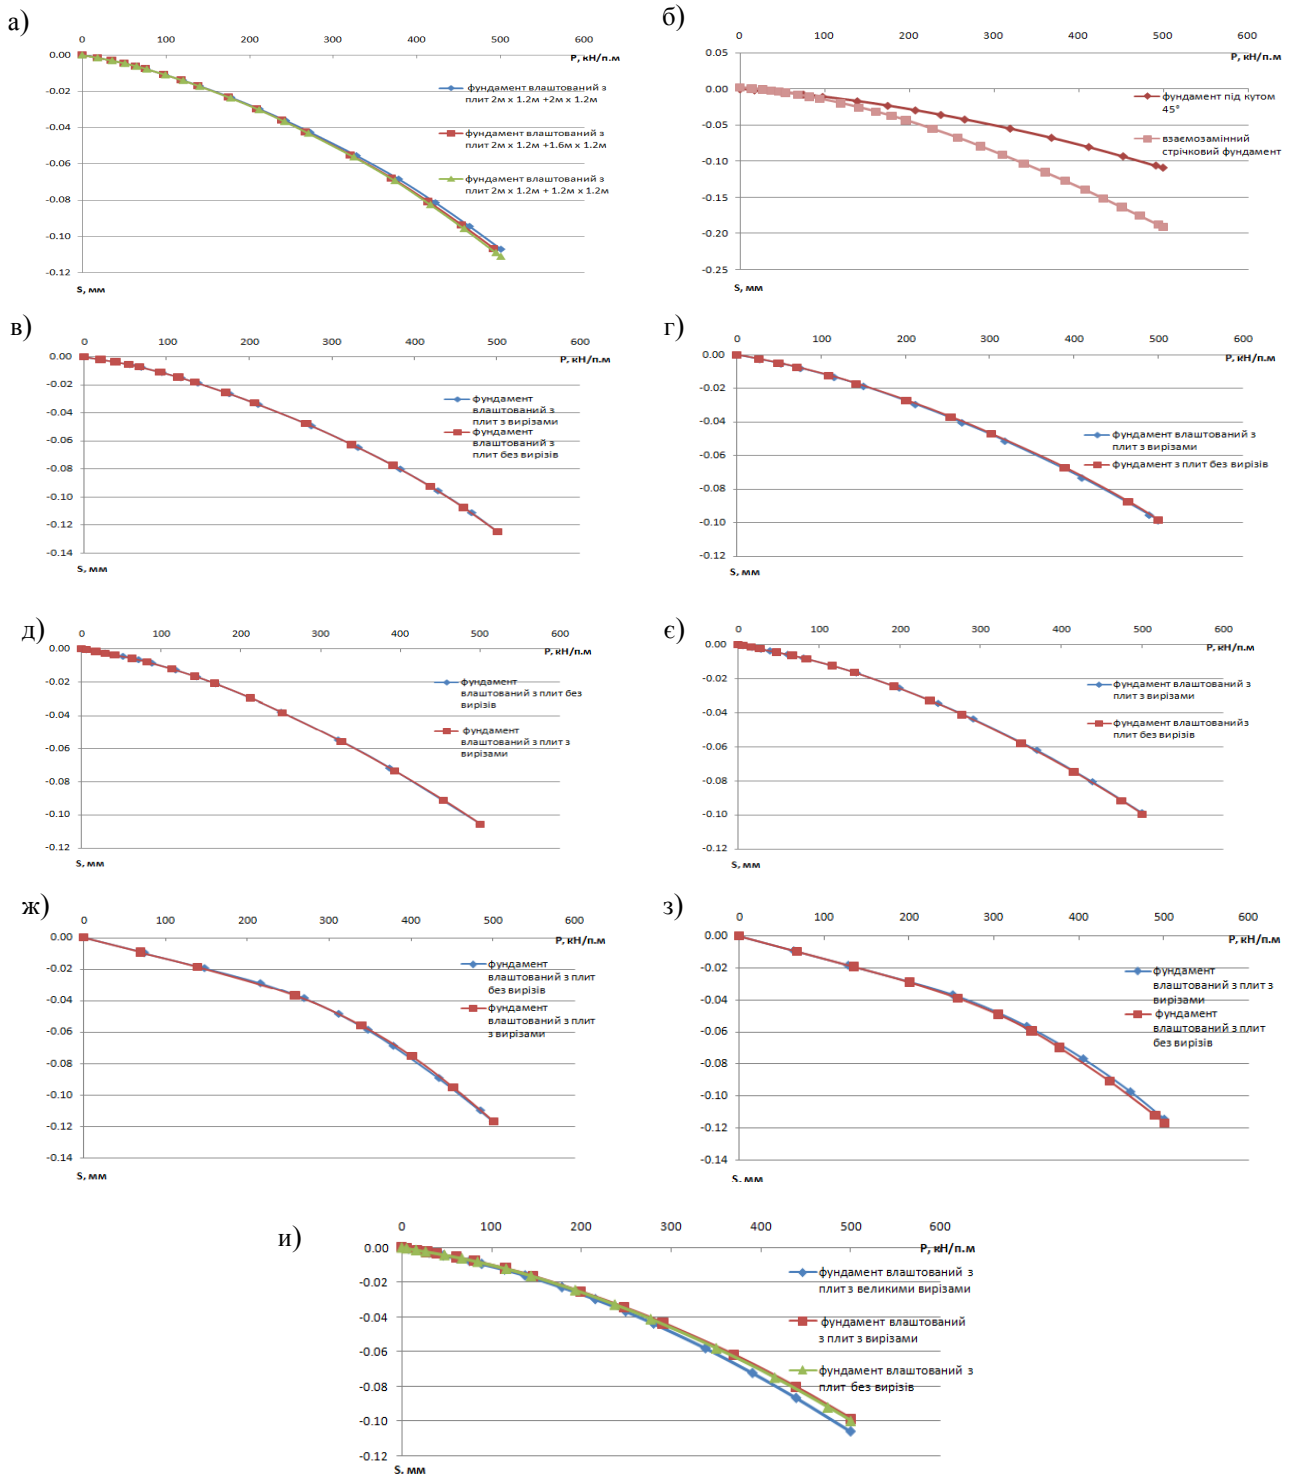 а)
0 100 200 300 400 500 600
P, кН/п.м
0.00
-0.02
-0.04
-0.06
-0.08
-0.10
-0.12
S, мм
фундамент влаштований з
плит 2м х 1.2м +2м х 1.2м
фундамент влаштований з
плит 2м х 1.2м +1.6м х 1.2м
фундамент влаштований з
плит 2м х 1.2м + 1.2м х 1.2м
б)
0 100 200 300 400 500 600
P, кН/п.м
0.05
0.00
-0.05
-0.10
-0.15
-0.20
-0.25
S, мм
фундамент під кутом
45°
взаємозамінний
стрічковий фундамент
в)
0 100 200 300 400 500 600
P, кН/п.м
0.00
-0.02
-0.04
-0.06
-0.08
-0.10
-0.12
-0.14
S, мм
фундамент
влаштований з
плит з вирізами
фундамент
влаштований з
плит без вирізів
г)
0 100 200 300 400 500 600
P, кН/п.м
0.00
-0.02
-0.04
-0.06
-0.08
-0.10
-0.12
S, мм
фундамент влаштований з
плит з вирізами
фундамент з плит без вирізів
д)
0 100 200 300 400 500 600
P, кН/п.м
0.00
-0.02
-0.04
-0.06
-0.08
-0.10
-0.12
S, мм
фундамент
влаштований з плит без
вирізів
фундамент
влаштований з плит з
вирізами
є)
0 100 200 300 400 500 600
P, кН/п.м
0.00
-0.02
-0.04
-0.06
-0.08
-0.10
-0.12
S, мм
фундамент влаштований з
плит з вирізами
фундамент влаштований з
плит без вирізів
ж)
0 100 200 300 400 500 600
P, кН/п.м
0.00
-0.02
-0.04
-0.06
-0.08
-0.10
-0.12
-0.14
S, мм
фундамент
влаштований з плит
без вирізів
фундамент
влаштований з плит
з вирізами
з)
0 100 200 300 400 500 600
P, кН/п.м
0.00
-0.02
-0.04
-0.06
-0.08
-0.10
-0.12
-0.14
S, мм
фундамент
влаштований з плит з
вирізами
фундамент
влаштований з плит
без вирізів
и)
0 100 200 300 400 500 600
P, кН/п.м
0.00
-0.02
-0.04
-0.06
-0.08
-0.10
-0.12
S, мм
фундамент влаштований з
плит з великими вирізами
фундамент влаштований
з плит з вирізами
фундамент влаштований з
плит без вирізів